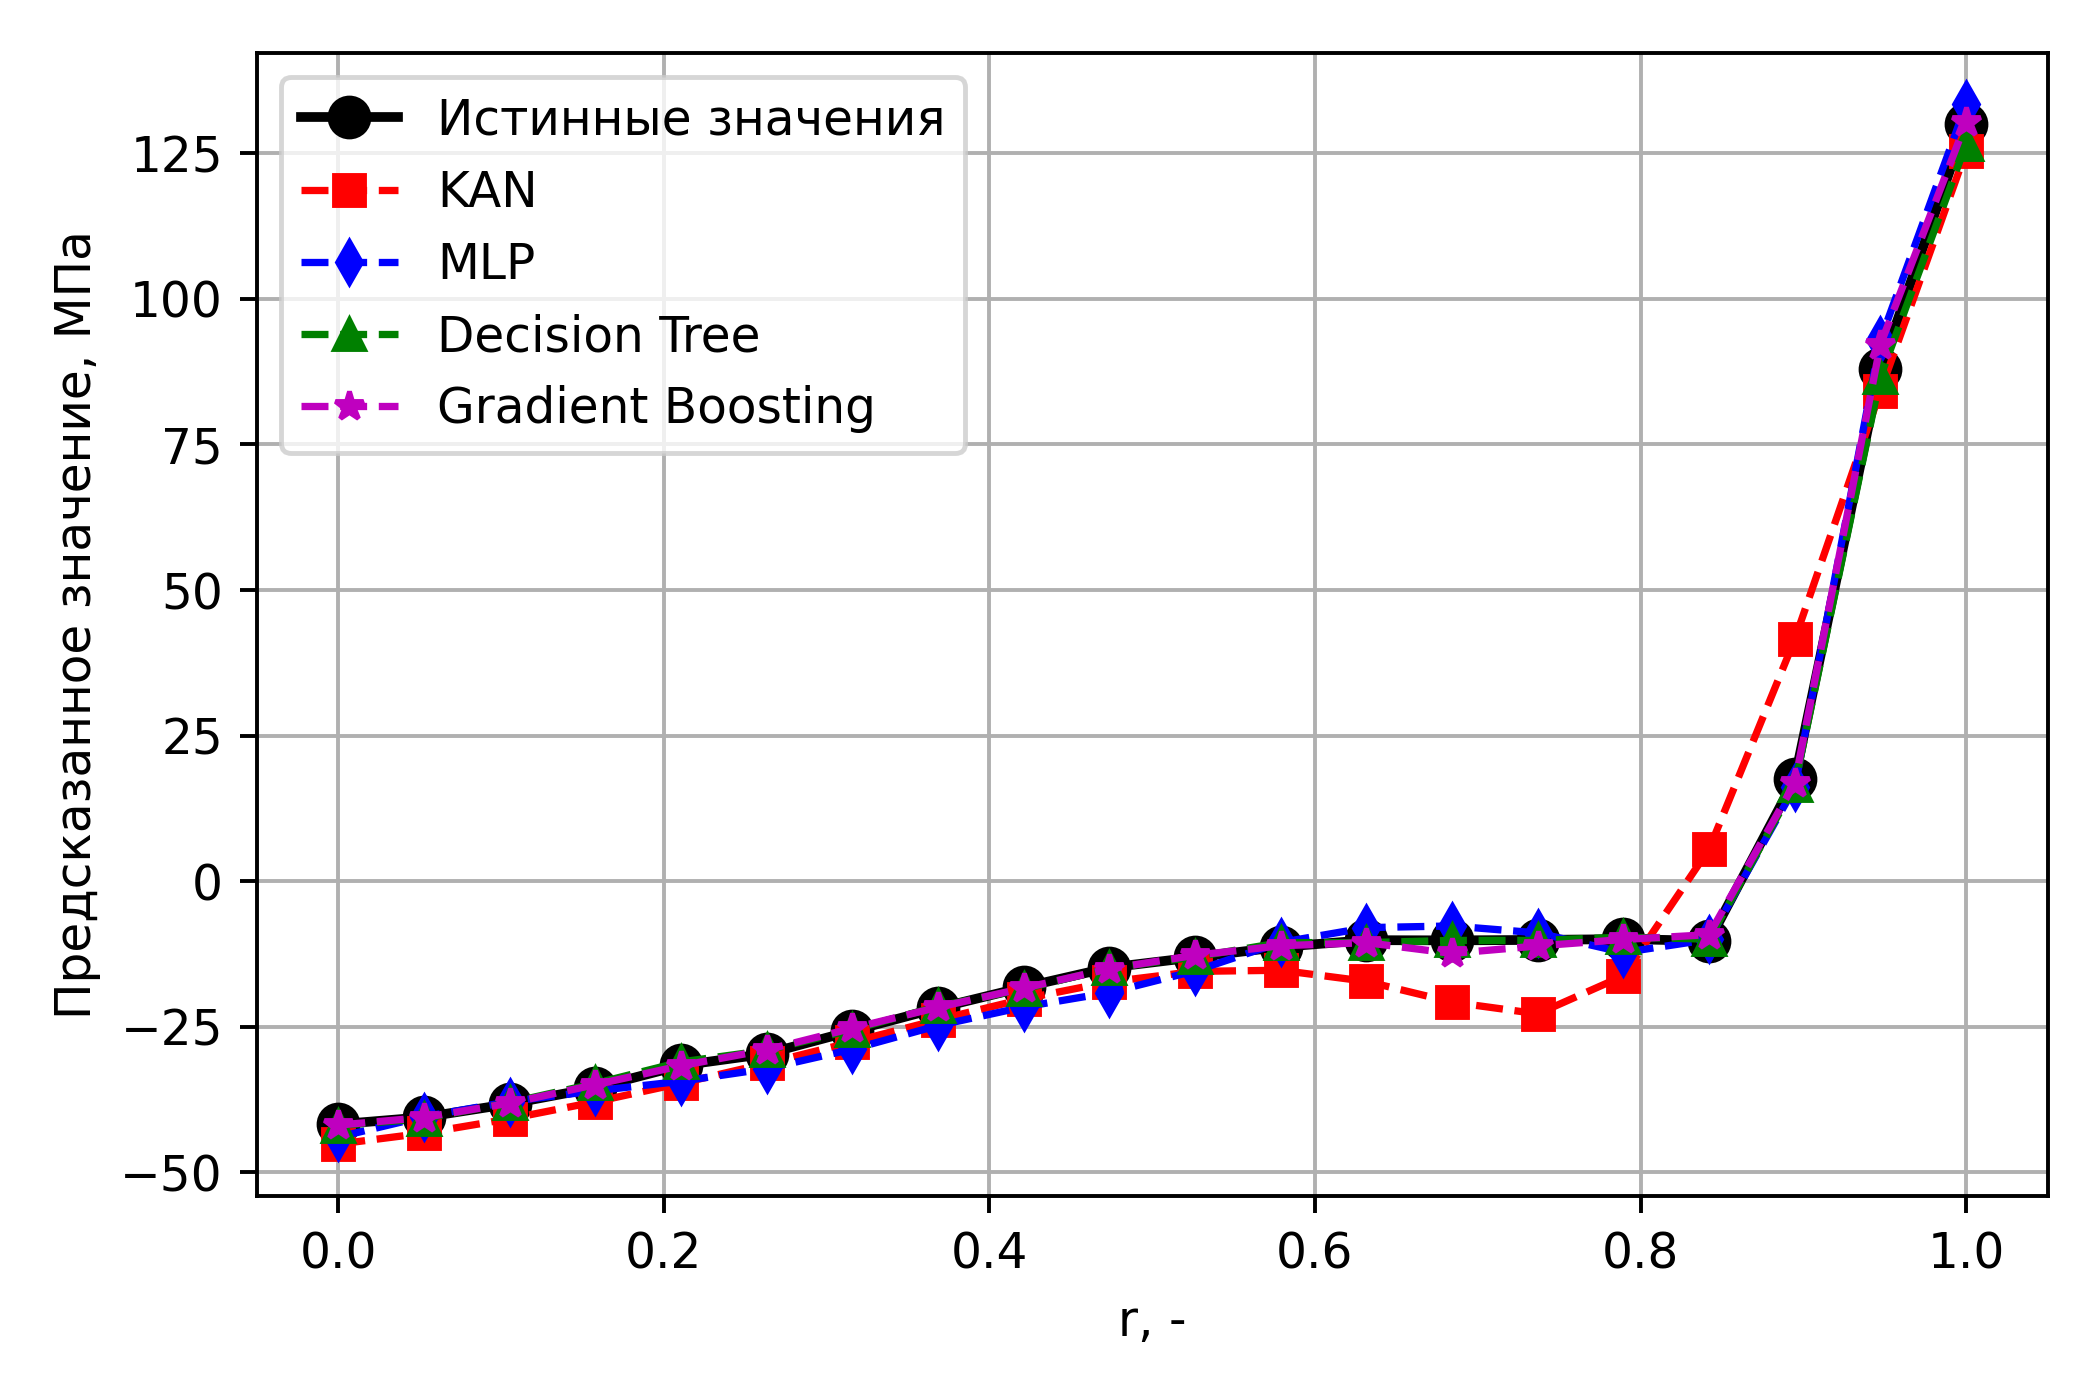 Истинные значения
KAN
MLP
Decision Tree
Gradient Boosting
Предсказанное значение, МПа
125
100
75
50
25
0
−25
−50
0.0 0.2 0.4 0.6 0.8 1.0
r, -